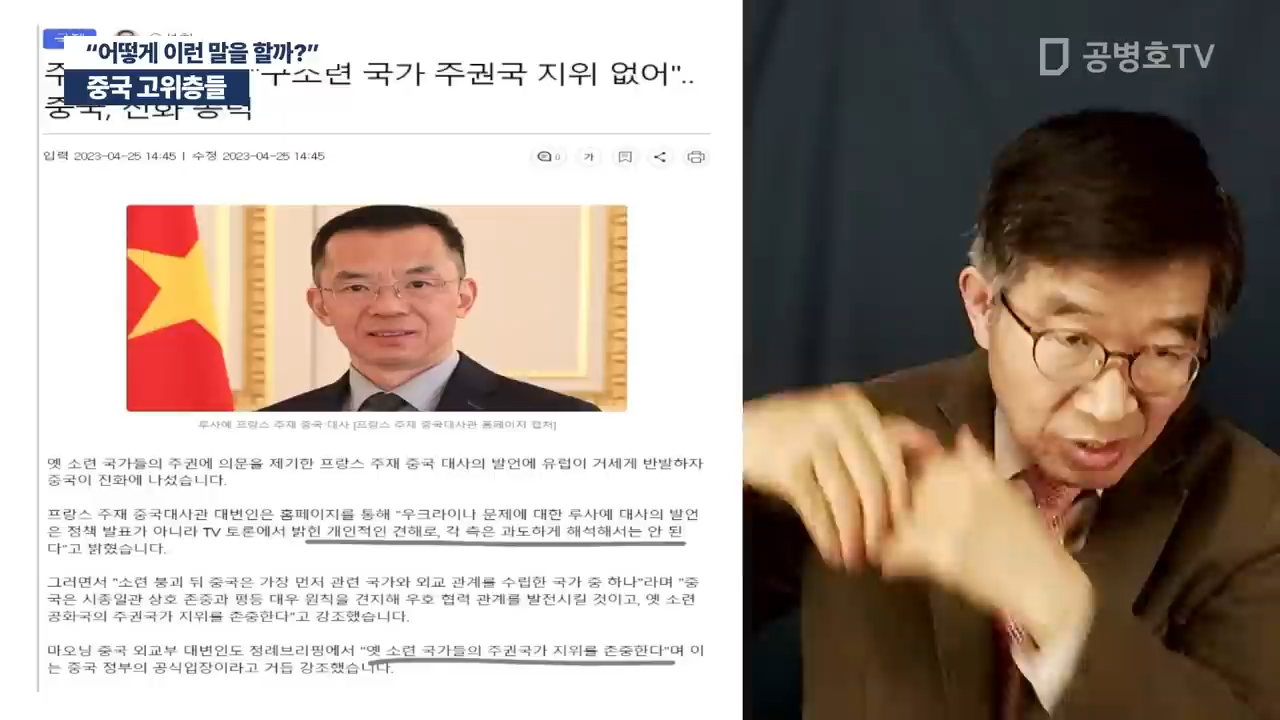 “어떻게 이런 말을 할까?”
중국 고위층들
공병호TV
소련 국가 주권국 지위 없어"..
중국, 진화
입력 2023-04-25 14:45 | 수정 2023-04-25 14:45
0
가
루사예 프랑스 주재 중국 대사 [프랑스 주재 중국대사관 홈페이지 캡처]
옛 소련 국가들의 주권에 의문을 제기한 프랑스 주재 중국 대사의 발언에 유럽이 거세게 반발하자
중국이 진화에 나섰습니다.
프랑스 주재 중국대사관 대변인은 홈페이지를 통해 "우크라이나 문제에 대한 루사예 대사의 발언
은 정책 발표가 아니라 TV 토론에서 밝힌 개인적인 견해로, 각 측은 과도하게 해석해서는 안 된
다"고 밝혔습니다.
그러면서 "소련 붕괴 뒤 중국은 가장 먼저 관련 국가와 외교 관계를 수립한 국가 중 하나"라며 "중
국은 시종일관 상호 존중과 평등 대우 원칙을 견지해 우호 협력 관계를 발전시킬 것이고, 옛 소련
공화국의 주권국가 지위를 존중한다"고 강조했습니다.
마오닝 중국 외교부 대변인도 정례브리핑에서 "옛 소련 국가들의 주권국가 지위를 존중한다"며 이
는 중국 정부의 공식입장이라고 거듭 강조했습니다.